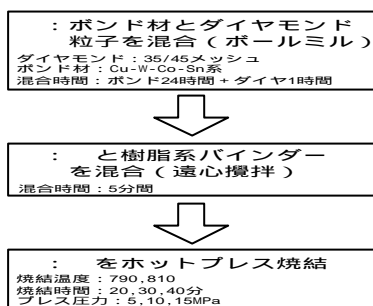 ：ボンド材とダイヤモンド
粒子を混合（ボールミル）
ダイヤモンド：35/45メッシュ
ボンド材：Cu-W-Co-Sn系
混合時間：ボンド24時間＋ダイヤ1時間
：　と樹脂系バインダー
を混合（遠心攪拌）
混合時間：5分間
：　をホットプレス焼結
焼結温度：790,810
焼結時間：20,30,40分
プレス圧力：5,10,15MPa